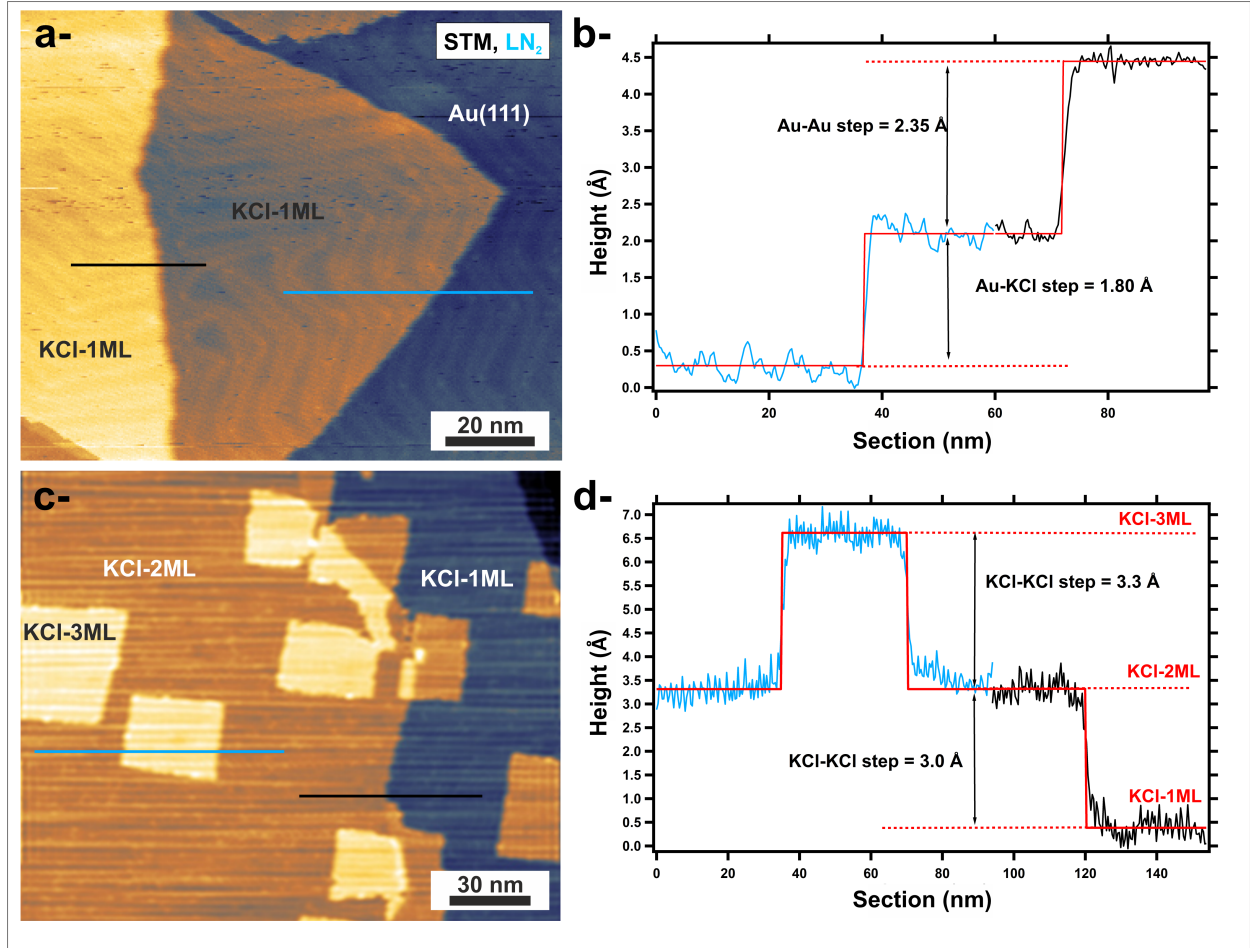 a-
STM, LN₂
Au(111)
KCl-1ML
KCl-1ML
20 nm
b-
Height (Å)
4.5
4.0
3.5
3.0
2.5
2.0
1.5
1.0
0.5
0.0
Au-Au step = 2.35 Å
Au-KCl step = 1.80 Å
0 20 40 60 80
Section (nm)
c-
KCl-2ML
KCl-1ML
KCl-3ML
30 nm
d-
Height (Å)
7.0
6.5
6.0
5.5
5.0
4.5
4.0
3.5
3.0
2.5
2.0
1.5
1.0
0.5
0.0
KCl-3ML
KCl-KCl step = 3.3 Å
KCl-2ML
KCl-KCl step = 3.0 Å
KCl-1ML
0 20 40 60 80 100 120 140
Section (nm)